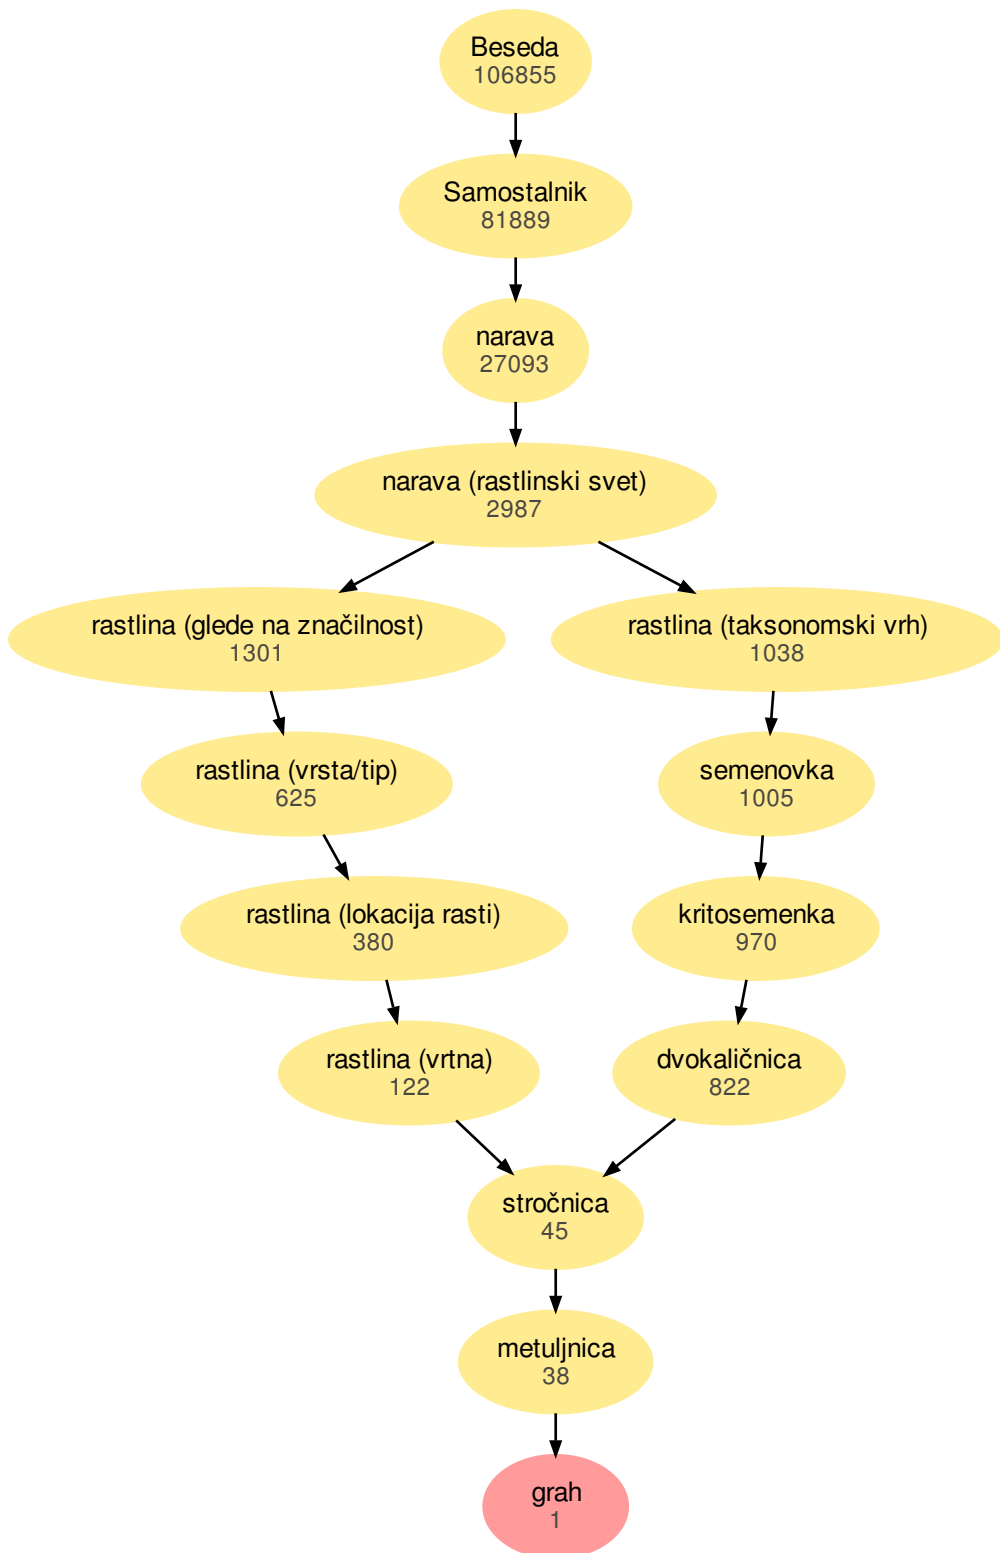 Beseda
106855
Samostalnik
81889
narava
27093
narava (rastlinski svet)
2987
rastlina (glede na značilnost)
1301
rastlina (taksonomski vrh)
1038
rastlina (vrsta/tip)
625
semenovka
1005
rastlina (lokacija rasti)
380
kritosemenka
970
rastlina (vrtna)
122
dvokaličnica
822
stročnica
45
metuljnica
38
grah
1